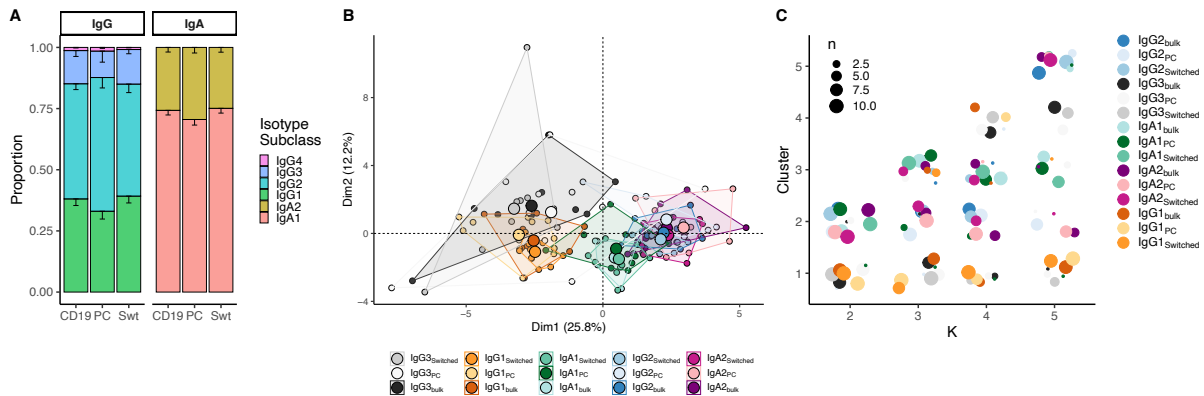 A
IgG
IgA
Proportion
1.00
0.75
0.50
0.25
0.00
CD19 PC Swt
CD19 PC Swt
Isotype
Subclass
IgG4
IgG3
IgG2
IgG1
IgA2
IgA1
B
Dim2 (12.2%)
8
4
0
−4
−5
0
5
Dim1 (25.8%)
IgG3Switched
IgG1Switched
IgA1Switched
IgG2Switched
IgA2Switched
IgG3PC
IgG1PC
IgA1PC
IgG2PC
IgA2PC
IgG3bulk
IgG1bulk
IgA1bulk
IgG2bulk
IgA2bulk
C
Cluster
5
4
3
2
1
n
2.5
5.0
7.5
10.0
2
3
4
5
K
IgG2bulk
IgG2PC
IgG2Switched
IgG3bulk
IgG3PC
IgG3Switched
IgA1bulk
IgA1PC
IgA1Switched
IgA2bulk
IgA2PC
IgA2Switched
IgG1bulk
IgG1PC
IgG1Switched